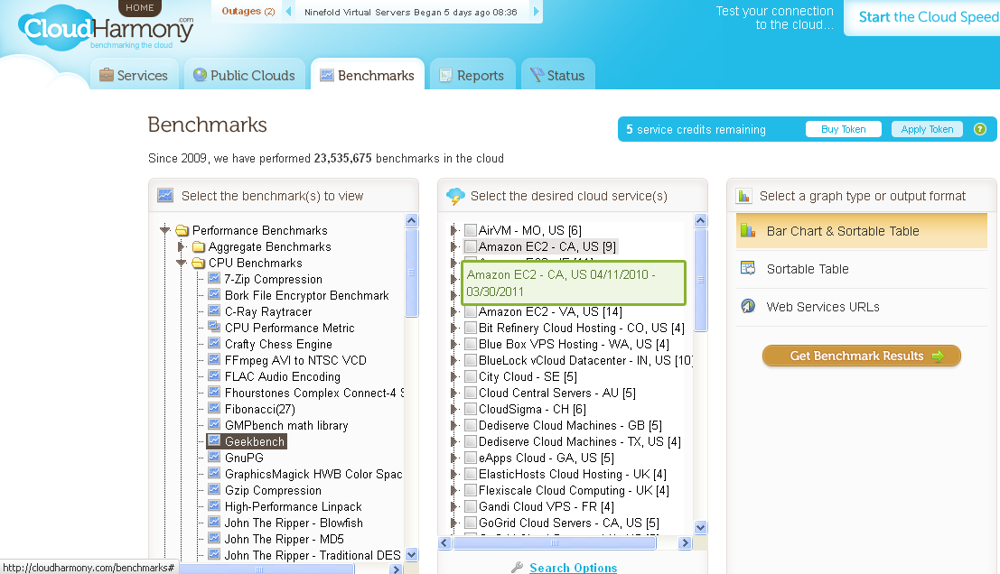 HOME
Outages (2)
Ninefold Virtual Servers Began 5 days ago 08:36
Test your connection
to the cloud...
Start the Cloud Speed
CloudHarmony.com
benchmarking the cloud
Services
Public Clouds
Benchmarks
Reports
Status
Benchmarks
5 service credits remaining
Buy Token
Apply Token
?
Since 2009, we have performed 23,535,675 benchmarks in the cloud
Select the benchmark(s) to view
Performance Benchmarks
Aggregate Benchmarks
CPU Benchmarks
7-Zip Compression
Bork File Encryptor Benchmark
C-Ray Raytracer
CPU Performance Metric
Crafty Chess Engine
FFmpeg AVI to NTSC VCD
FLAC Audio Encoding
Fhourstones Complex Connect-4 S
Fibonacci(27)
GMPbench math library
Geekbench
GnuPG
GraphicsMagick HWB Color Spac
Gzip Compression
High-Performance Linpack
John The Ripper - Blowfish
John The Ripper - MD5
John The Ripper - Traditional DES
Select the desired cloud service(s)
AirVM - MO, US [6]
Amazon EC2 - CA, US [9]
Amazon EC2 - CA, US 04/11/2010 -
03/30/2011
Amazon EC2 - VA, US [14]
Bit Refinery Cloud Hosting - CO, US [4]
Blue Box VPS Hosting - WA, US [4]
BlueLock vCloud Datacenter - IN, US [10]
City Cloud - SE [5]
Cloud Central Servers - AU [5]
CloudSigma - CH [6]
Dediserve Cloud Machines - GB [5]
Dediserve Cloud Machines - TX, US [4]
eApps Cloud - GA, US [5]
ElasticHosts Cloud Hosting - UK [4]
Flexiscale Cloud Computing - UK [4]
Gandi Cloud VPS - FR [4]
GoGrid Cloud Servers - CA, US [5]
Search Options
Select a graph type or output format
Bar Chart & Sortable Table
Sortable Table
Web Services URLs
Get Benchmark Results
http://cloudharmony.com/benchmarks#